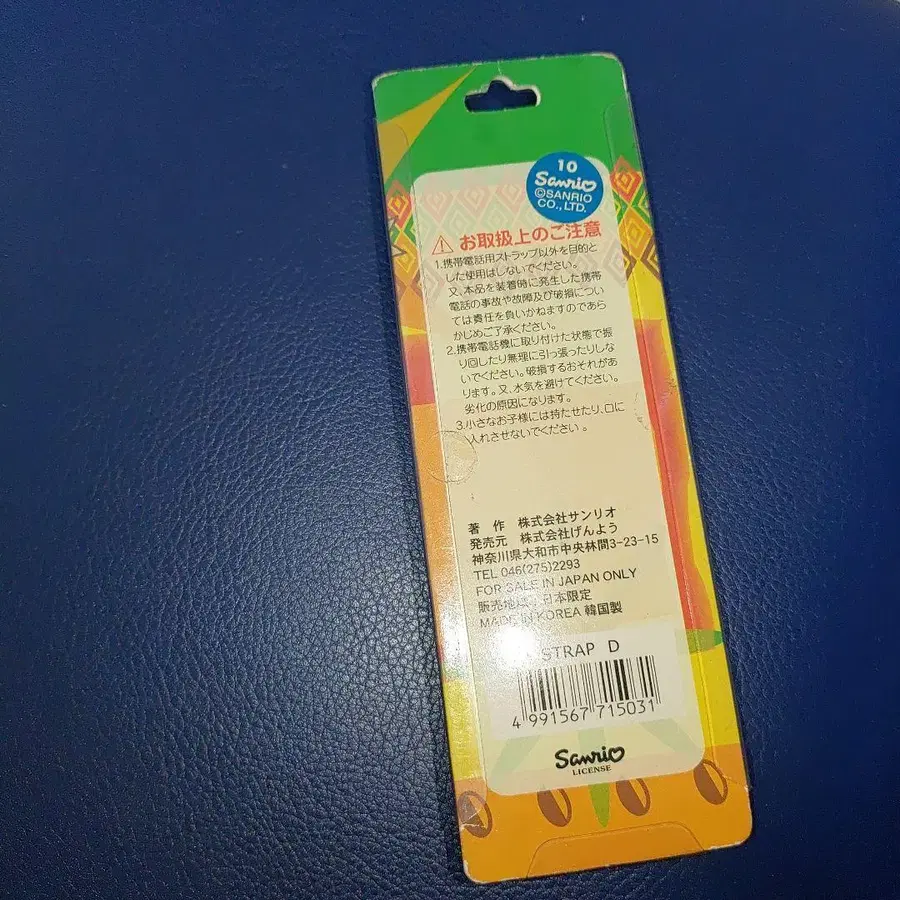 10
Sanrio
©SANRIO
CO., LTD.
お取扱上のご注意
1.携帯電話用ストラップ以外を目的と
した使用はしないでください。
又、本品を装着時に発生した携帯
電話の事故や故障及び破損につい
ては責任を負いかねますのであら
かじめご了承ください。
2.携帯電話機に取り付けた状態で振
り回したり無理に引っ張ったりしな
いでください。破損するおそれがあ
ります。又、水気を避けてください。
劣化の原因になります。
3.小さなお子様には持たせたり、口に
入れさせないでください。
著 作 株式会社サンリオ
発売元 株式会社げんよう
神奈川県大和市中央林間3-23-15
TEL 046(275)2293
FOR SALE IN JAPAN ONLY
販売地域：日本限定
MADE IN KOREA 韓国製
STRAP D
4 991567 715031
Sanrio
LICENSE